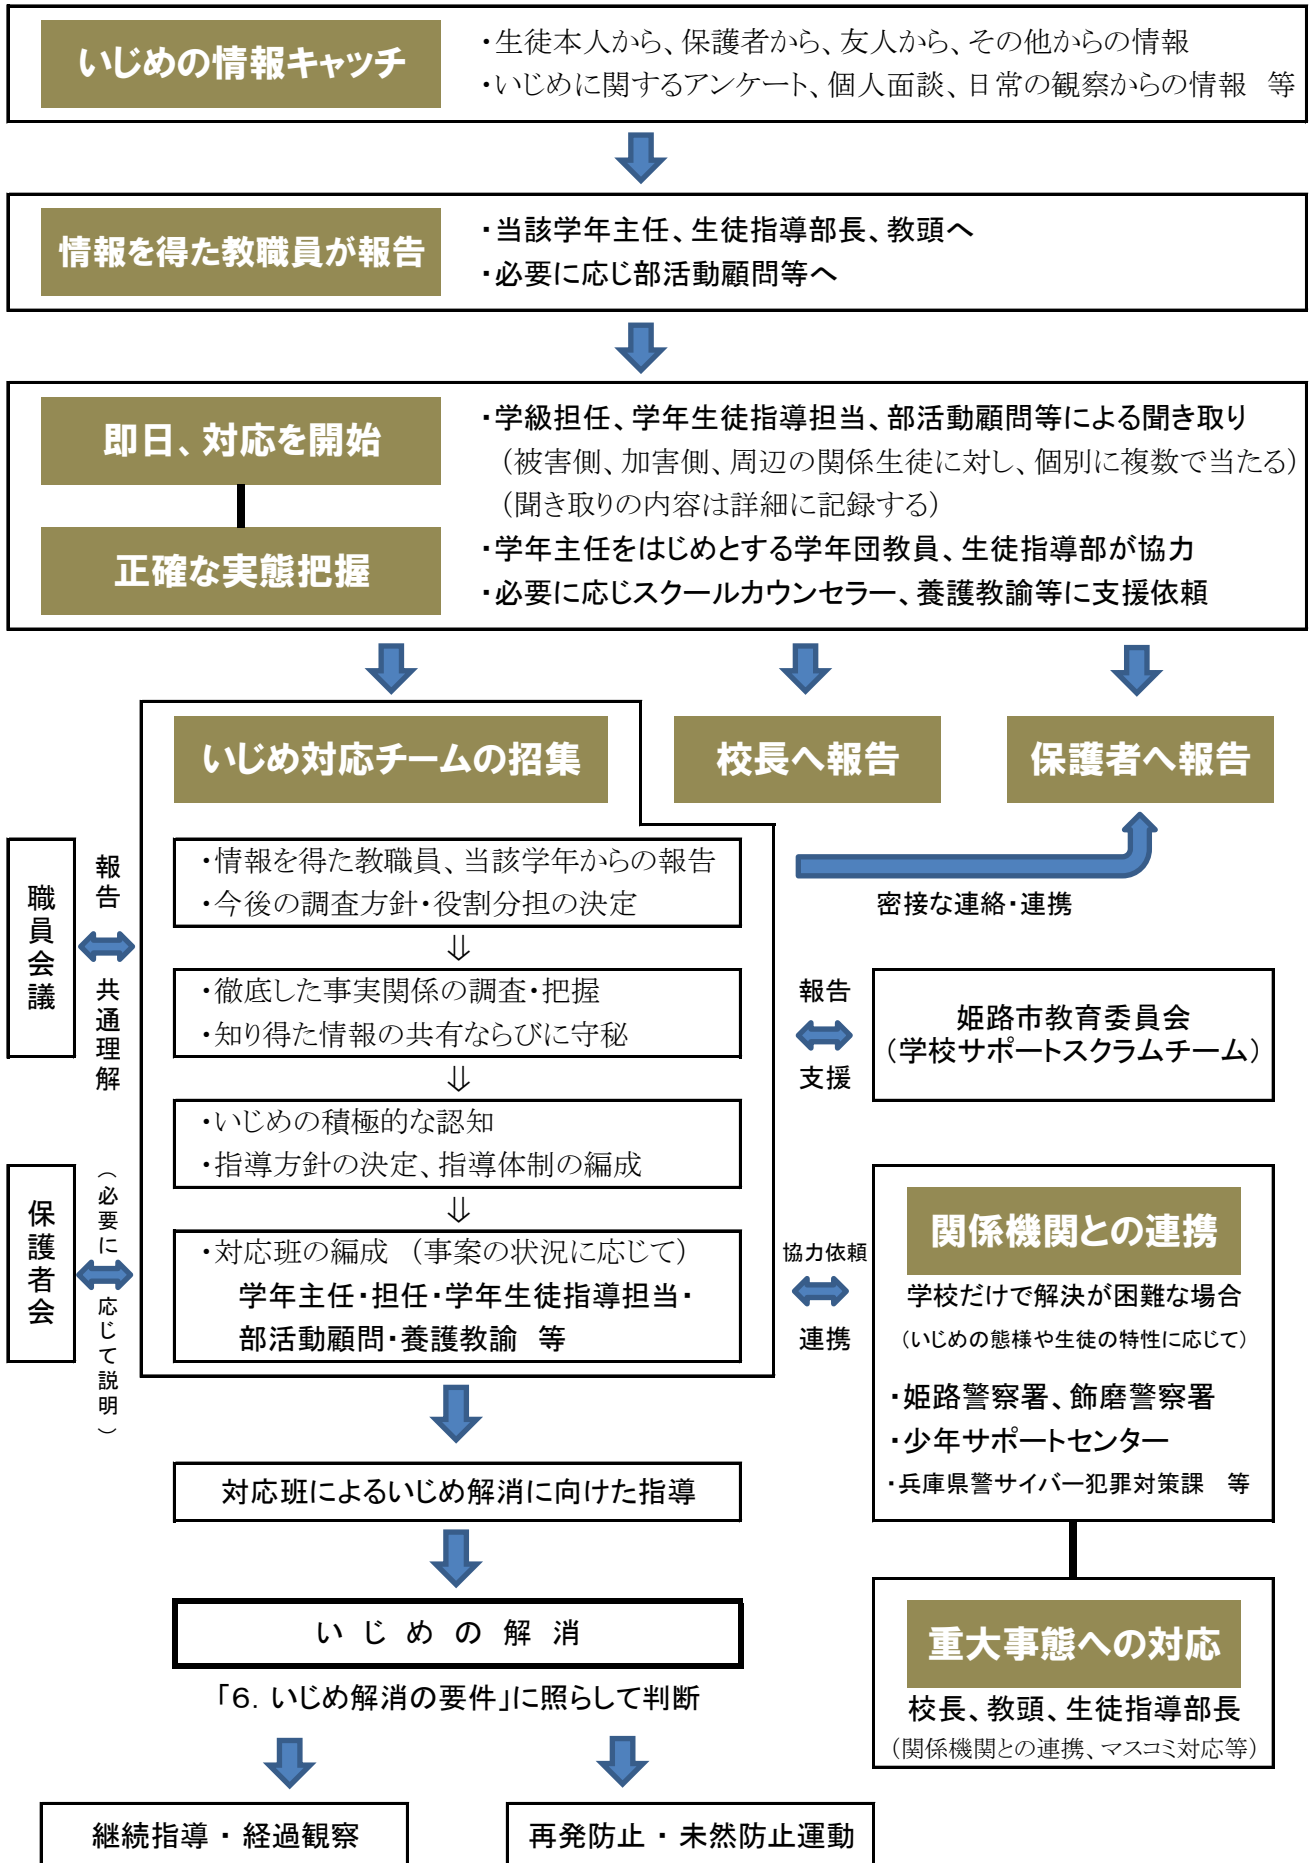 いじめの情報キャッチ
・生徒本人から、保護者から、友人から、その他からの情報
・いじめに関するアンケート、個人面談、日常の観察からの情報　等
情報を得た教職員が報告
・当該学年主任、生徒指導部長、教頭へ
・必要に応じ部活動顧問等へ
即日、対応を開始
正確な実態把握
・学級担任、学年生徒指導担当、部活動顧問等による聞き取り
（被害側、加害側、周辺の関係生徒に対し、個別に複数で当たる）
（聞き取りの内容は詳細に記録する）
・学年主任をはじめとする学年団教員、生徒指導部が協力
・必要に応じスクールカウンセラー、養護教諭等に支援依頼
いじめ対応チームの招集
校長へ報告
保護者へ報告
・情報を得た教職員、当該学年からの報告
・今後の調査方針・役割分担の決定
⇓
・徹底した事実関係の調査・把握
・知り得た情報の共有ならびに守秘
⇓
・いじめの積極的な認知
・指導方針の決定、指導体制の編成
⇓
・対応班の編成　（事案の状況に応じて）
学年主任・担任・学年生徒指導担当・
部活動顧問・養護教諭　等
職員会議
報告
共通理解
保護者会
（必要に
応じて説明）
密接な連絡・連携
報告
支援
姫路市教育委員会
（学校サポートスクラムチーム）
協力依頼
連携
関係機関との連携
学校だけで解決が困難な場合
（いじめの態様や生徒の特性に応じて）
・姫路警察署、飾磨警察署
・少年サポートセンター
・兵庫県警サイバー犯罪対策課　等
重大事態への対応
校長、教頭、生徒指導部長
（関係機関との連携、マスコミ対応等）
対応班によるいじめ解消に向けた指導
い じ め の 解 消
「６．いじめ解消の要件」に照らして判断
継続指導 ・ 経過観察
再発防止 ・ 未然防止運動